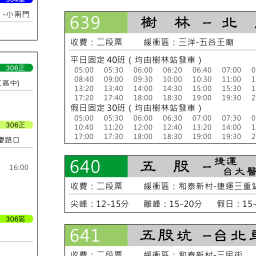 -小南門
306正
江高中)
306正
慶路口
16:00
306區
639 樹 林 - 北
收費：二段票 緩衝區：三洋-五谷王廟
平日固定40班 ( 均由樹林站發車 )
05:00 05:30 06:00 06:20 06:40 07:00
08:40 09:00 09:30 10:00 10:30 11:00
13:20 13:40 14:00 14:30 15:00 15:30
17:20 17:40 18:00 18:30 19:00 19:30
假日固定30班 ( 均由樹林站發車 )
05:00 05:30 06:00 06:30 07:00 07:30
10:40 11:20 12:00 12:40 13:20 14:00
17:00 17:30 18:00 18:30 19:00 19:30
640 五 股 - 捷運
台大醫
收費：二段票 緩衝區：和泰新村-捷運三重站
尖峰：12-15分 離峰：15-20分 假日：15-
641 五股坑 - 台北車
收費：二段票 緩衝區：和泰新村-三民街